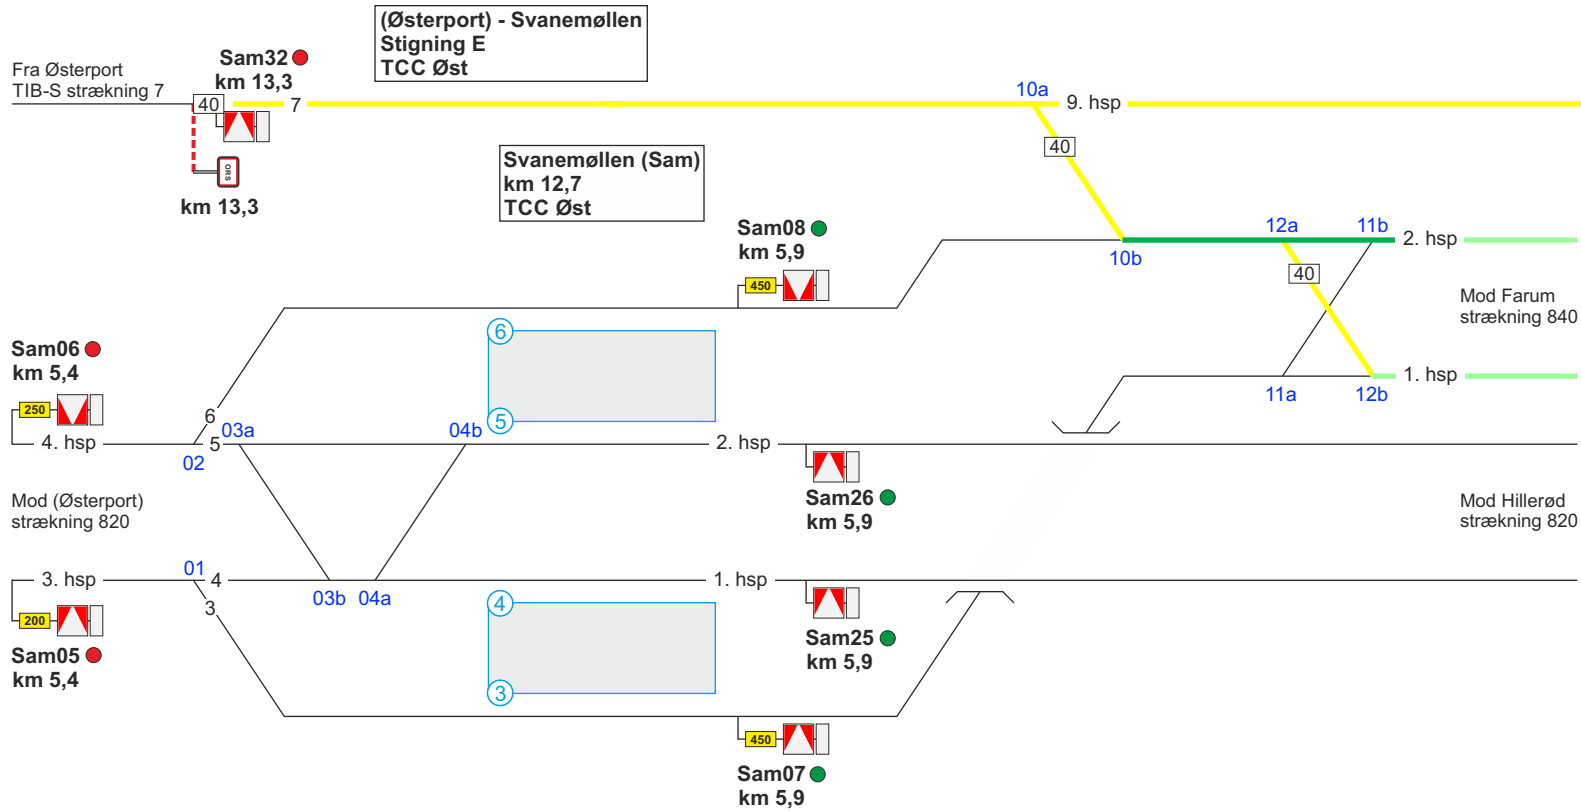 (Østerport) - Svanemøllen
Stigning E
TCC Øst
Fra Østerport
TIB-S strækning 7
Sam32
km 13,3
40
7
10a
9. hsp
40
ORS
km 13,3
Svanemøllen (Sam)
km 12,7
TCC Øst
Sam08
km 5,9
450
10b
12a
11b
2. hsp
40
Mod Farum
strækning 840
Sam06
km 5,4
250
6
6
5
11a
12b
1. hsp
4. hsp
02
5
03a
04b
2. hsp
Sam26
km 5,9
Mod (Østerport)
strækning 820
Mod Hillerød
strækning 820
3. hsp
01
4
3
03b
04a
1. hsp
200
Sam05
km 5,4
4
3
Sam25
km 5,9
450
Sam07
km 5,9